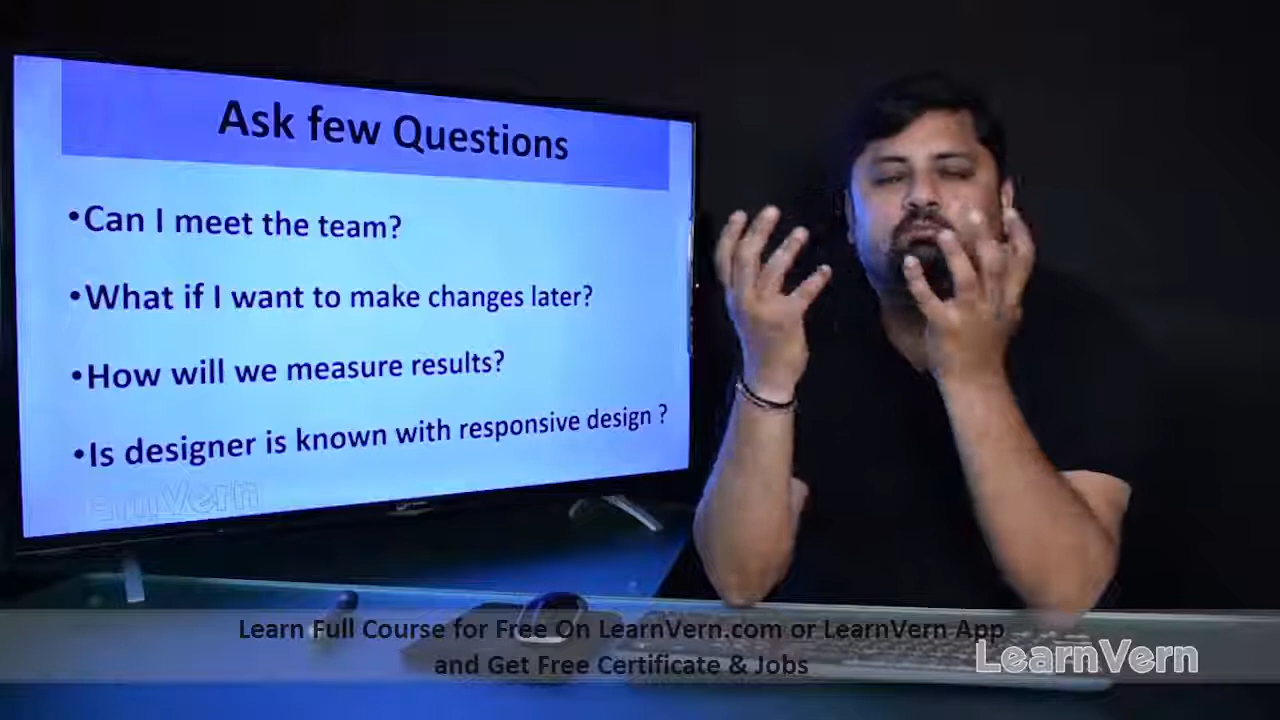 Ask few Questions
•Can I meet the team?
•What if I want to make changes later?
•How will we measure results?
•Is designer is known with responsive design ?
LearnVern
Learn Full Course for Free On LearnVern.com or LearnVern App
and Get Free Certificate & Jobs
LearnVern